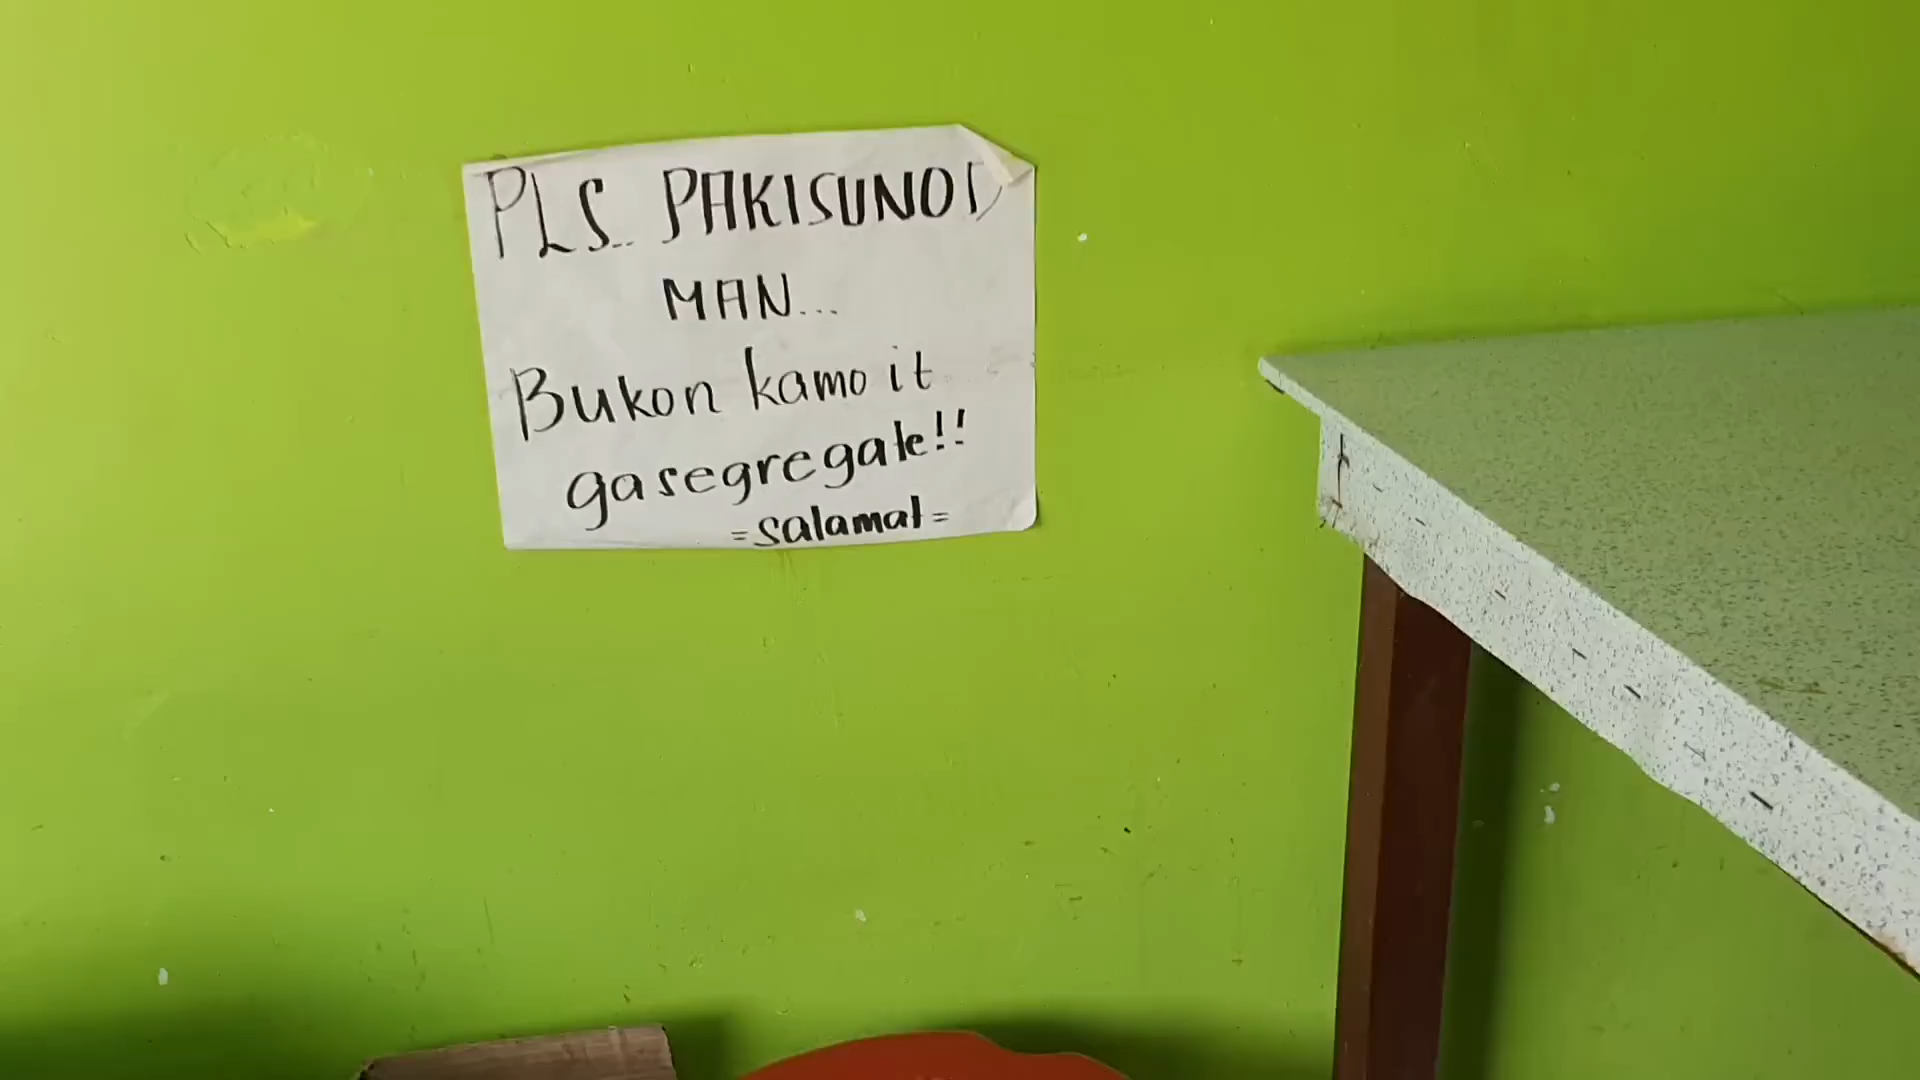 PLS.. PAKISUNOD
MAN...
Bukon kamo it
gasegregate!!
=salamat=